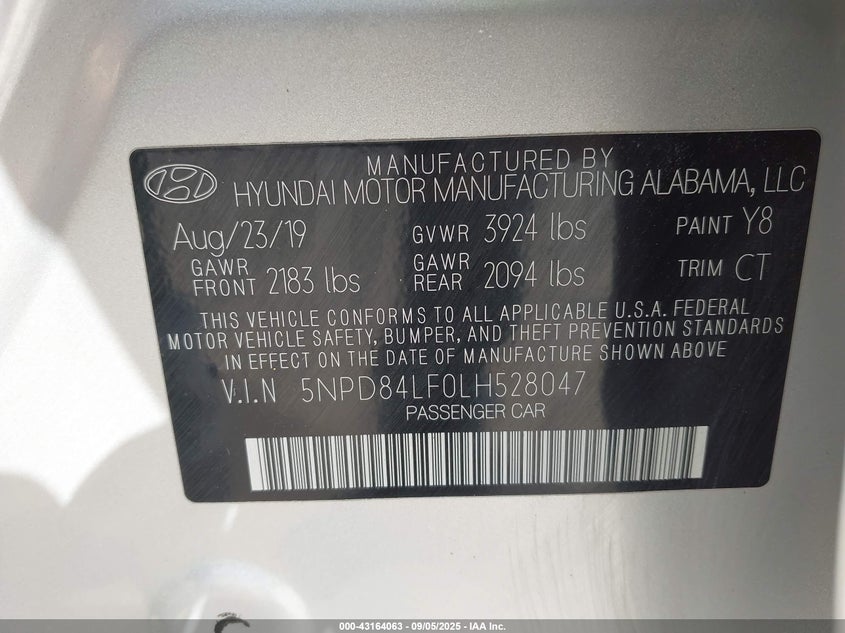 MANUFACTURED BY
HYUNDAI MOTOR MANUFACTURING ALABAMA, LLC
Aug/23/19 GVWR 3924 lbs PAINT Y8
GAWR FRONT 2183 lbs GAWR REAR 2094 lbs TRIM CT
THIS VEHICLE CONFORMS TO ALL APPLICABLE U.S.A. FEDERAL
MOTOR VEHICLE SAFETY, BUMPER, AND THEFT PREVENTION STANDARDS
IN EFFECT ON THE DATE OF MANUFACTURE SHOWN ABOVE
V.I.N 5NPD84LF0LH528047
PASSENGER CAR
000-43164063 - 09/05/2025 - IAA Inc.